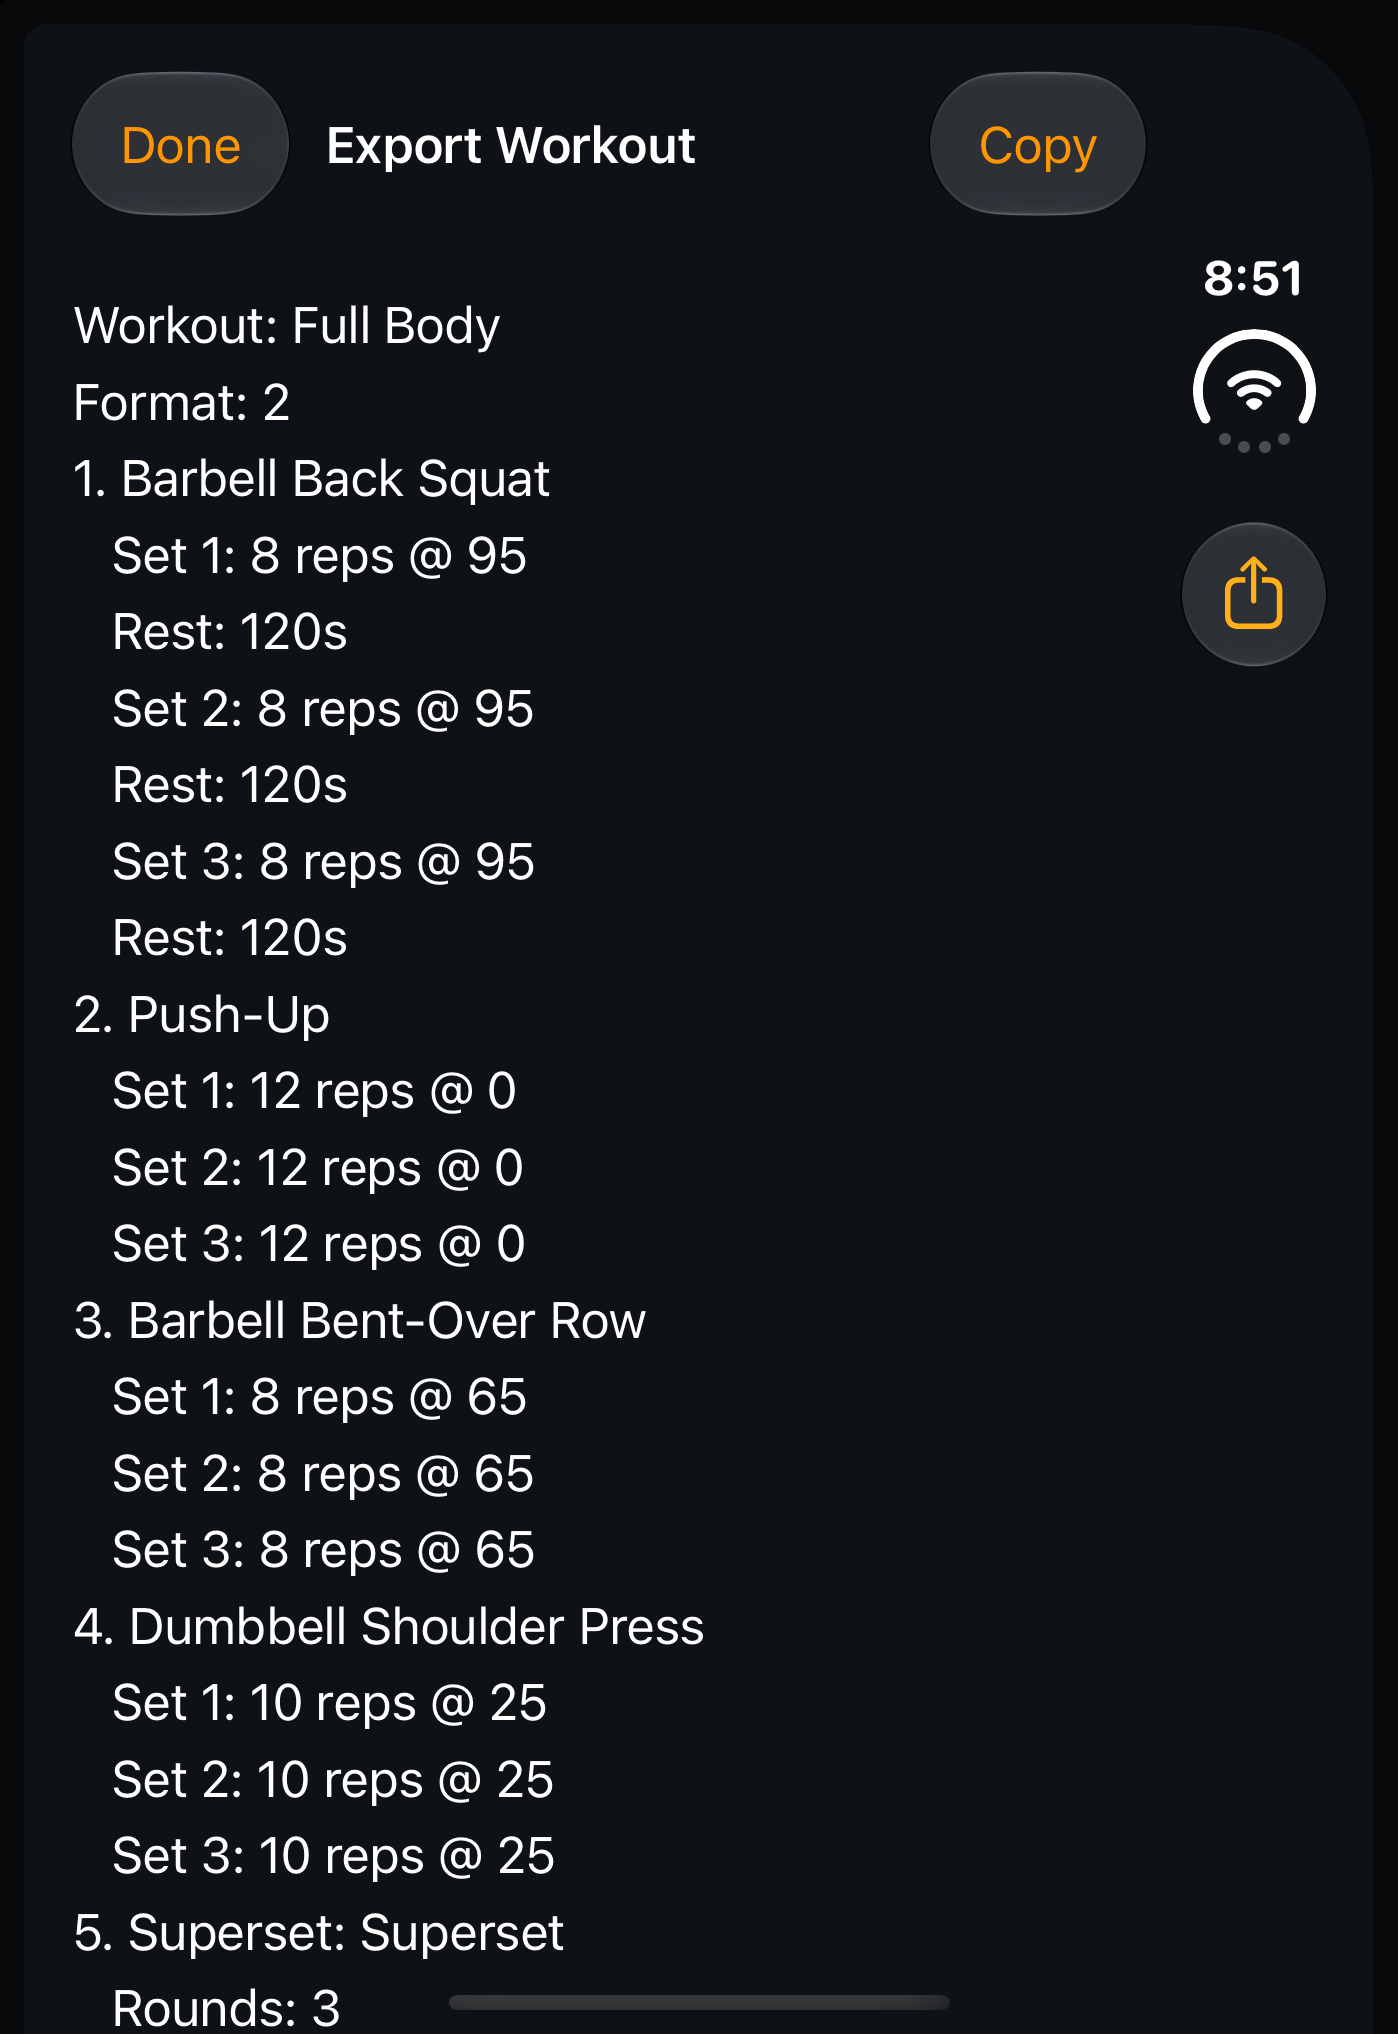 Done
Export Workout
Copy
8:51
Workout: Full Body
Format: 2
1. Barbell Back Squat
Set 1: 8 reps @ 95
Rest: 120s
Set 2: 8 reps @ 95
Rest: 120s
Set 3: 8 reps @ 95
Rest: 120s
2. Push-Up
Set 1: 12 reps @ 0
Set 2: 12 reps @ 0
Set 3: 12 reps @ 0
3. Barbell Bent-Over Row
Set 1: 8 reps @ 65
Set 2: 8 reps @ 65
Set 3: 8 reps @ 65
4. Dumbbell Shoulder Press
Set 1: 10 reps @ 25
Set 2: 10 reps @ 25
Set 3: 10 reps @ 25
5. Superset: Superset
Rounds: 3